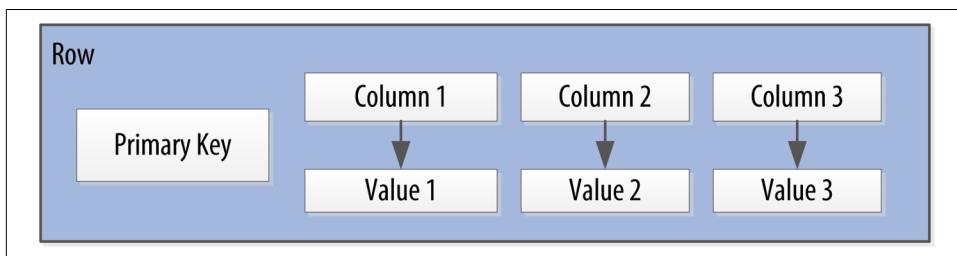 Row
Primary Key
Column 1
Column 2
Column 3
Value 1
Value 2
Value 3